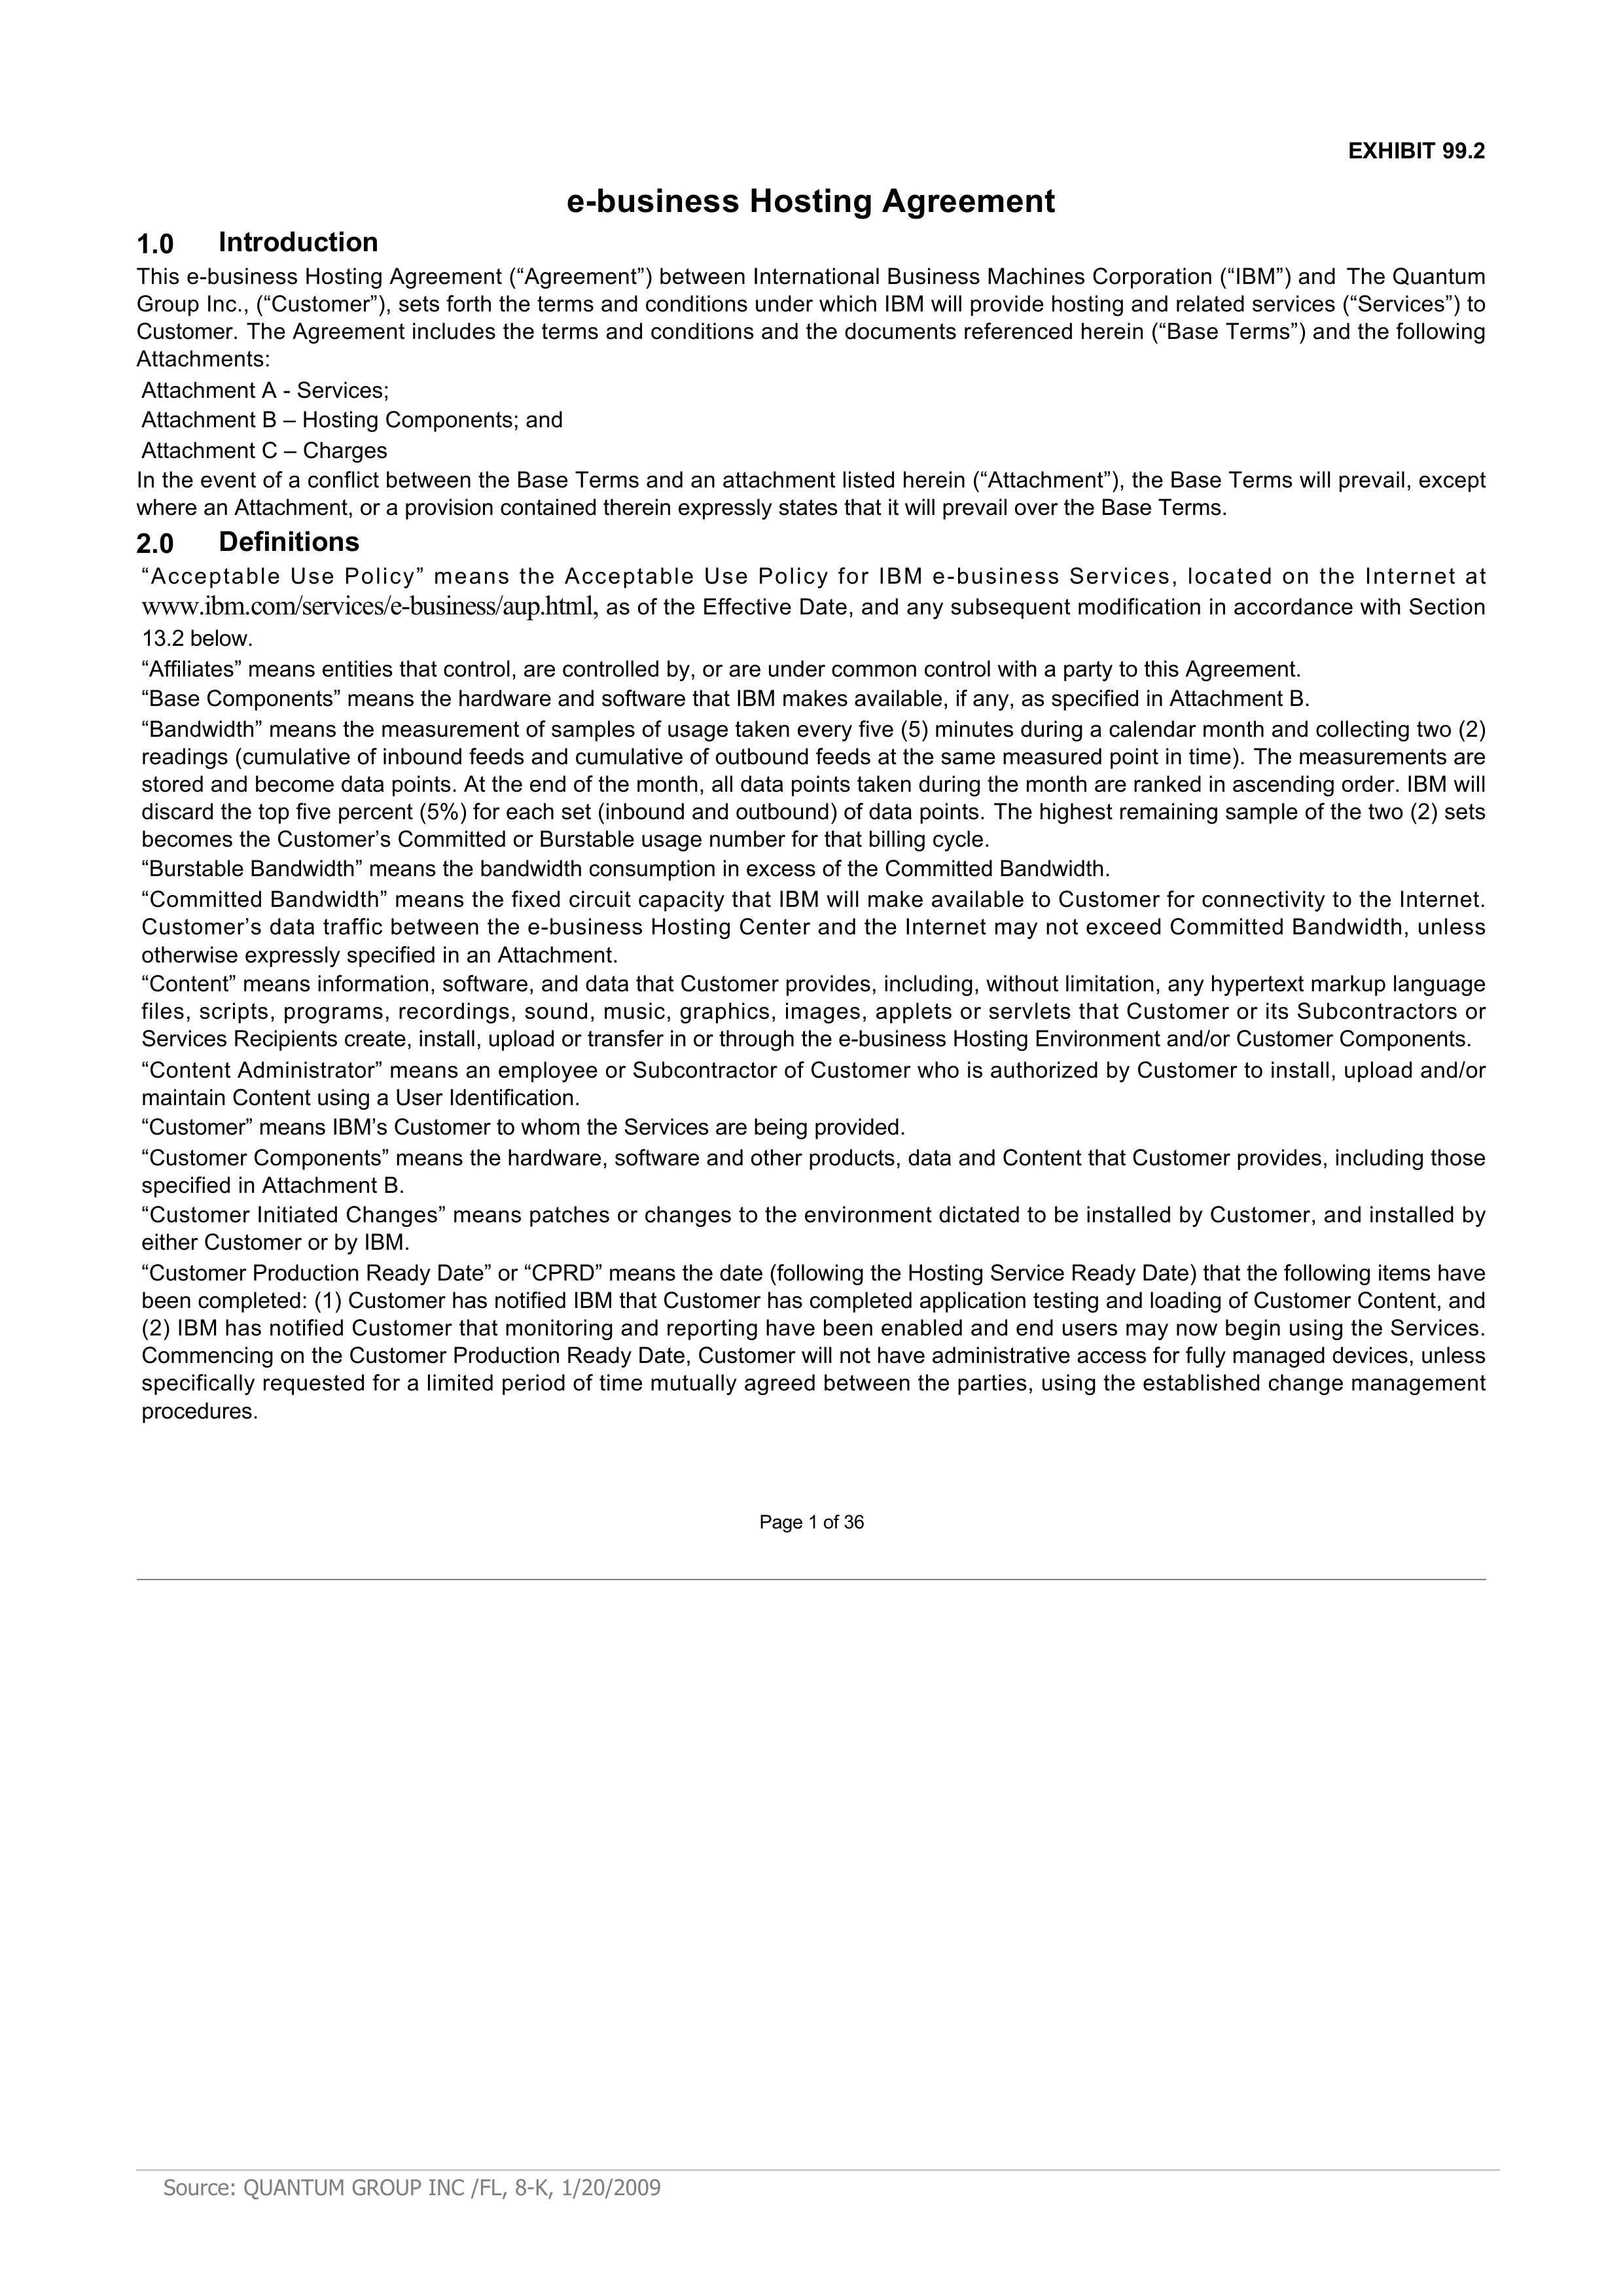 EXHIBIT 99.2
e-business Hosting Agreement
1.0 Introduction
This e-business Hosting Agreement (“Agreement”) between International Business Machines Corporation (“IBM”) and The Quantum
Group Inc., (“Customer”), sets forth the terms and conditions under which IBM will provide hosting and related services (“Services”) to
Customer. The Agreement includes the terms and conditions and the documents referenced herein (“Base Terms”) and the following
Attachments:
Attachment A - Services;
Attachment B – Hosting Components; and
Attachment C – Charges
In the event of a conflict between the Base Terms and an attachment listed herein (“Attachment”), the Base Terms will prevail, except
where an Attachment, or a provision contained therein expressly states that it will prevail over the Base Terms.
2.0 Definitions
“Acceptable Use Policy” means the Acceptable Use Policy for IBM e-business Services, located on the Internet at
www.ibm.com/services/e-business/aup.html, as of the Effective Date, and any subsequent modification in accordance with Section
13.2 below.
“Affiliates” means entities that control, are controlled by, or are under common control with a party to this Agreement.
“Base Components” means the hardware and software that IBM makes available, if any, as specified in Attachment B.
“Bandwidth” means the measurement of samples of usage taken every five (5) minutes during a calendar month and collecting two (2)
readings (cumulative of inbound feeds and cumulative of outbound feeds at the same measured point in time). The measurements are
stored and become data points. At the end of the month, all data points taken during the month are ranked in ascending order. IBM will
discard the top five percent (5%) for each set (inbound and outbound) of data points. The highest remaining sample of the two (2) sets
becomes the Customer’s Committed or Burstable usage number for that billing cycle.
“Burstable Bandwidth” means the bandwidth consumption in excess of the Committed Bandwidth.
“Committed Bandwidth” means the fixed circuit capacity that IBM will make available to Customer for connectivity to the Internet.
Customer’s data traffic between the e-business Hosting Center and the Internet may not exceed Committed Bandwidth, unless
otherwise expressly specified in an Attachment.
“Content” means information, software, and data that Customer provides, including, without limitation, any hypertext markup language
files, scripts, programs, recordings, sound, music, graphics, images, applets or servlets that Customer or its Subcontractors or
Services Recipients create, install, upload or transfer in or through the e-business Hosting Environment and/or Customer Components.
“Content Administrator” means an employee or Subcontractor of Customer who is authorized by Customer to install, upload and/or
maintain Content using a User Identification.
“Customer” means IBM’s Customer to whom the Services are being provided.
“Customer Components” means the hardware, software and other products, data and Content that Customer provides, including those
specified in Attachment B.
“Customer Initiated Changes” means patches or changes to the environment dictated to be installed by Customer, and installed by
either Customer or by IBM.
“Customer Production Ready Date” or “CPRD” means the date (following the Hosting Service Ready Date) that the following items have
been completed: (1) Customer has notified IBM that Customer has completed application testing and loading of Customer Content, and
(2) IBM has notified Customer that monitoring and reporting have been enabled and end users may now begin using the Services.
Commencing on the Customer Production Ready Date, Customer will not have administrative access for fully managed devices, unless
specifically requested for a limited period of time mutually agreed between the parties, using the established change management
procedures.
Page 1 of 36
Source: QUANTUM GROUP INC /FL, 8-K, 1/20/2009